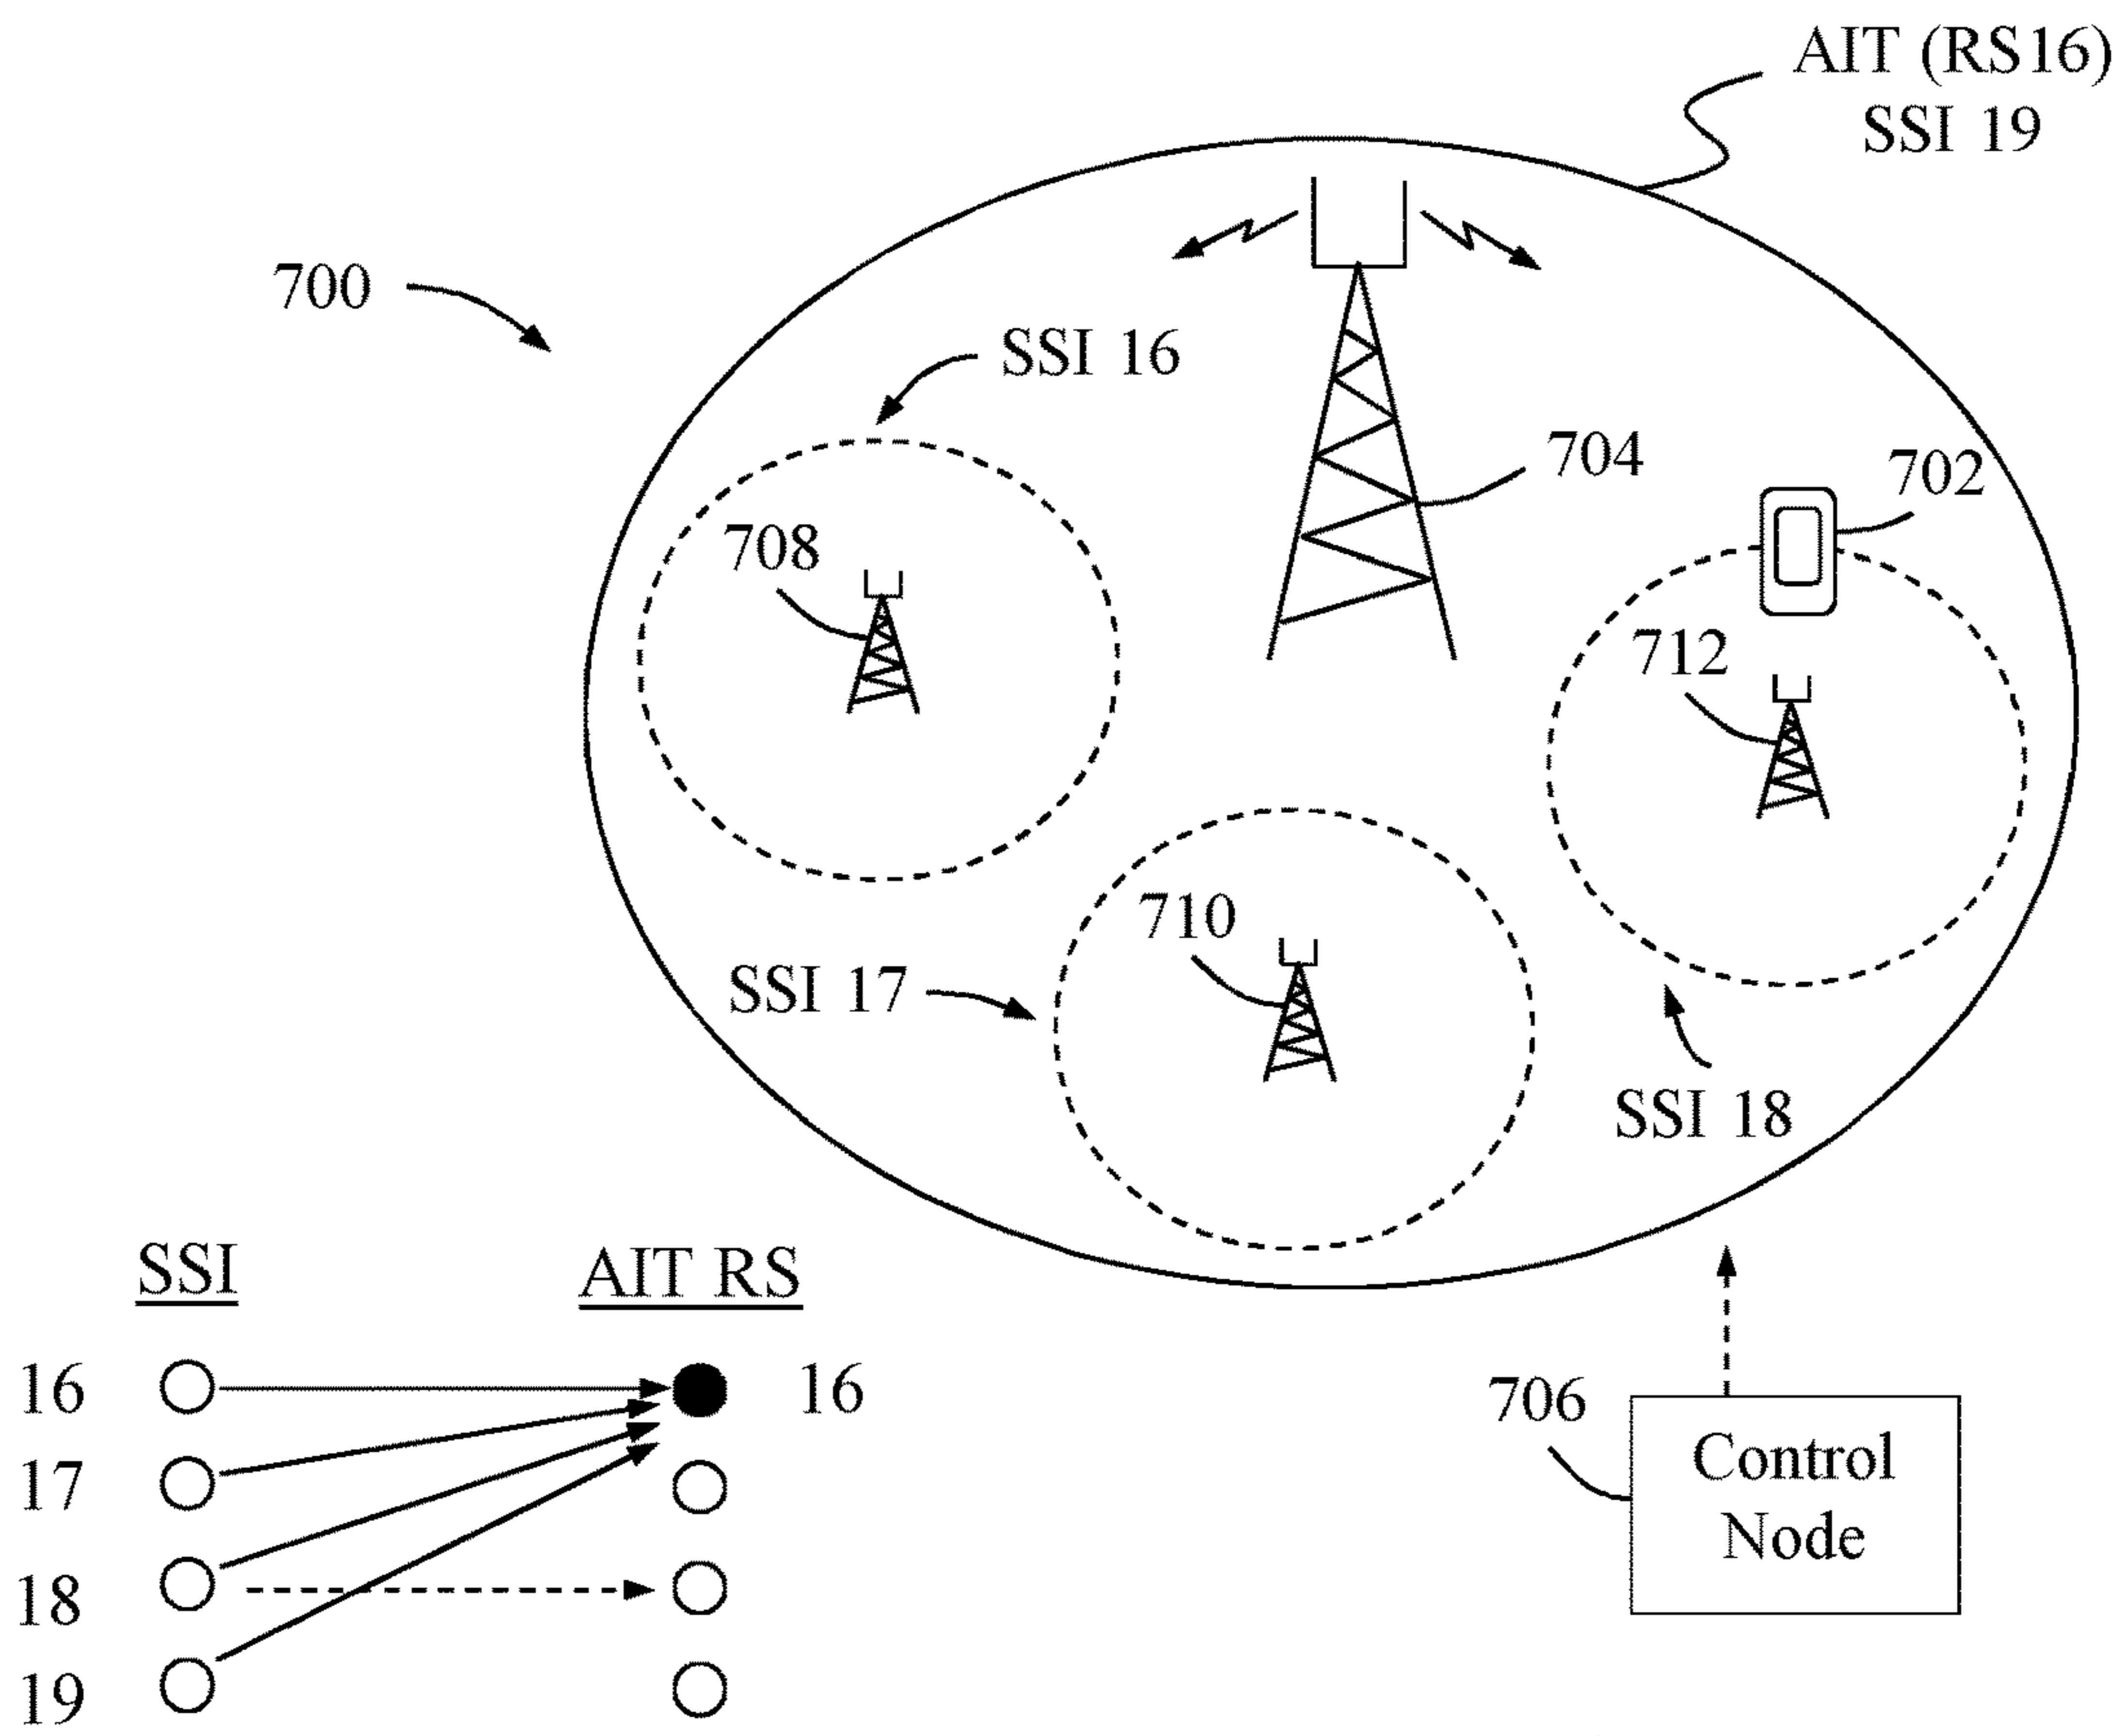 AIT (RS16)
SSI 19
700
SSI 16
704
702
708
712
710
SSI 17
SSI 18
SSI AIT RS
16 16
17
18
19
706
Control
Node